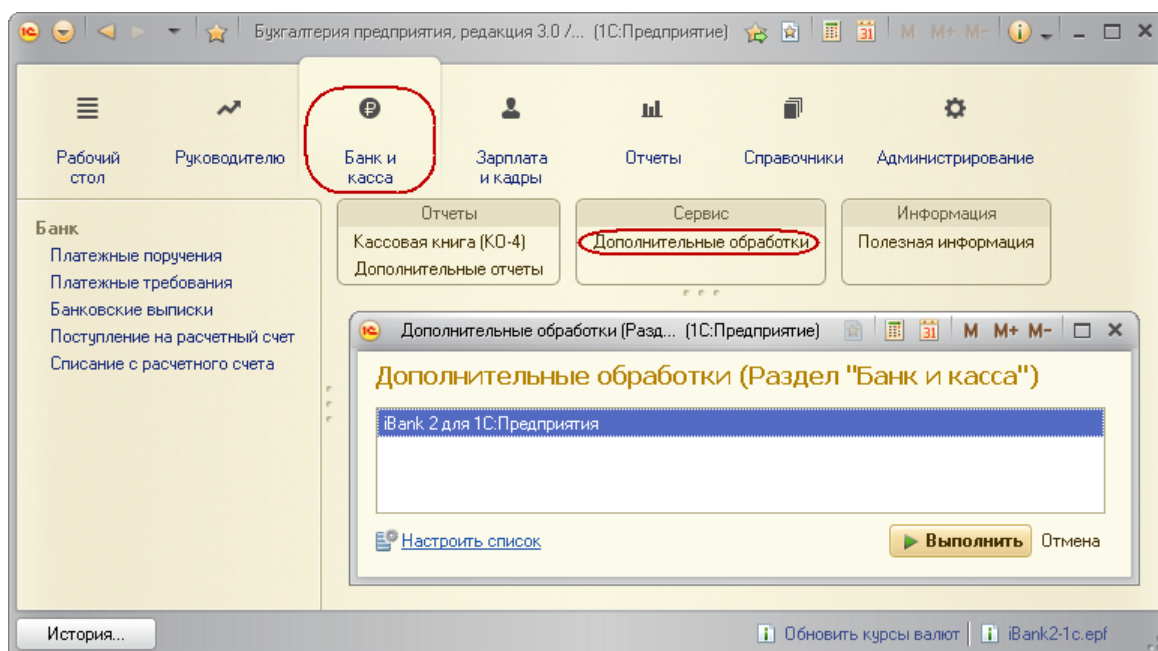 Бухгалтерия предприятия, редакция 3.0 /... (1С:Предприятие)
M M+ M-
31
Рабочий стол
Руководителю
Банк и касса
Зарплата и кадры
Отчеты
Справочники
Администрирование
Банк
Платежные поручения
Платежные требования
Банковские выписки
Поступление на расчетный счет
Списание с расчетного счета
Отчеты
Кассовая книга (КО-4)
Дополнительные отчеты
Сервис
Дополнительные обработки
Информация
Полезная информация
Дополнительные обработки (Разд... (1С:Предприятие)
31
M M+ M-
Дополнительные обработки (Раздел "Банк и касса")
iBank 2 для 1С:Предприятия
Настроить список
Выполнить
Отмена
История...
Обновить курсы валют
iBank2-1c.epf